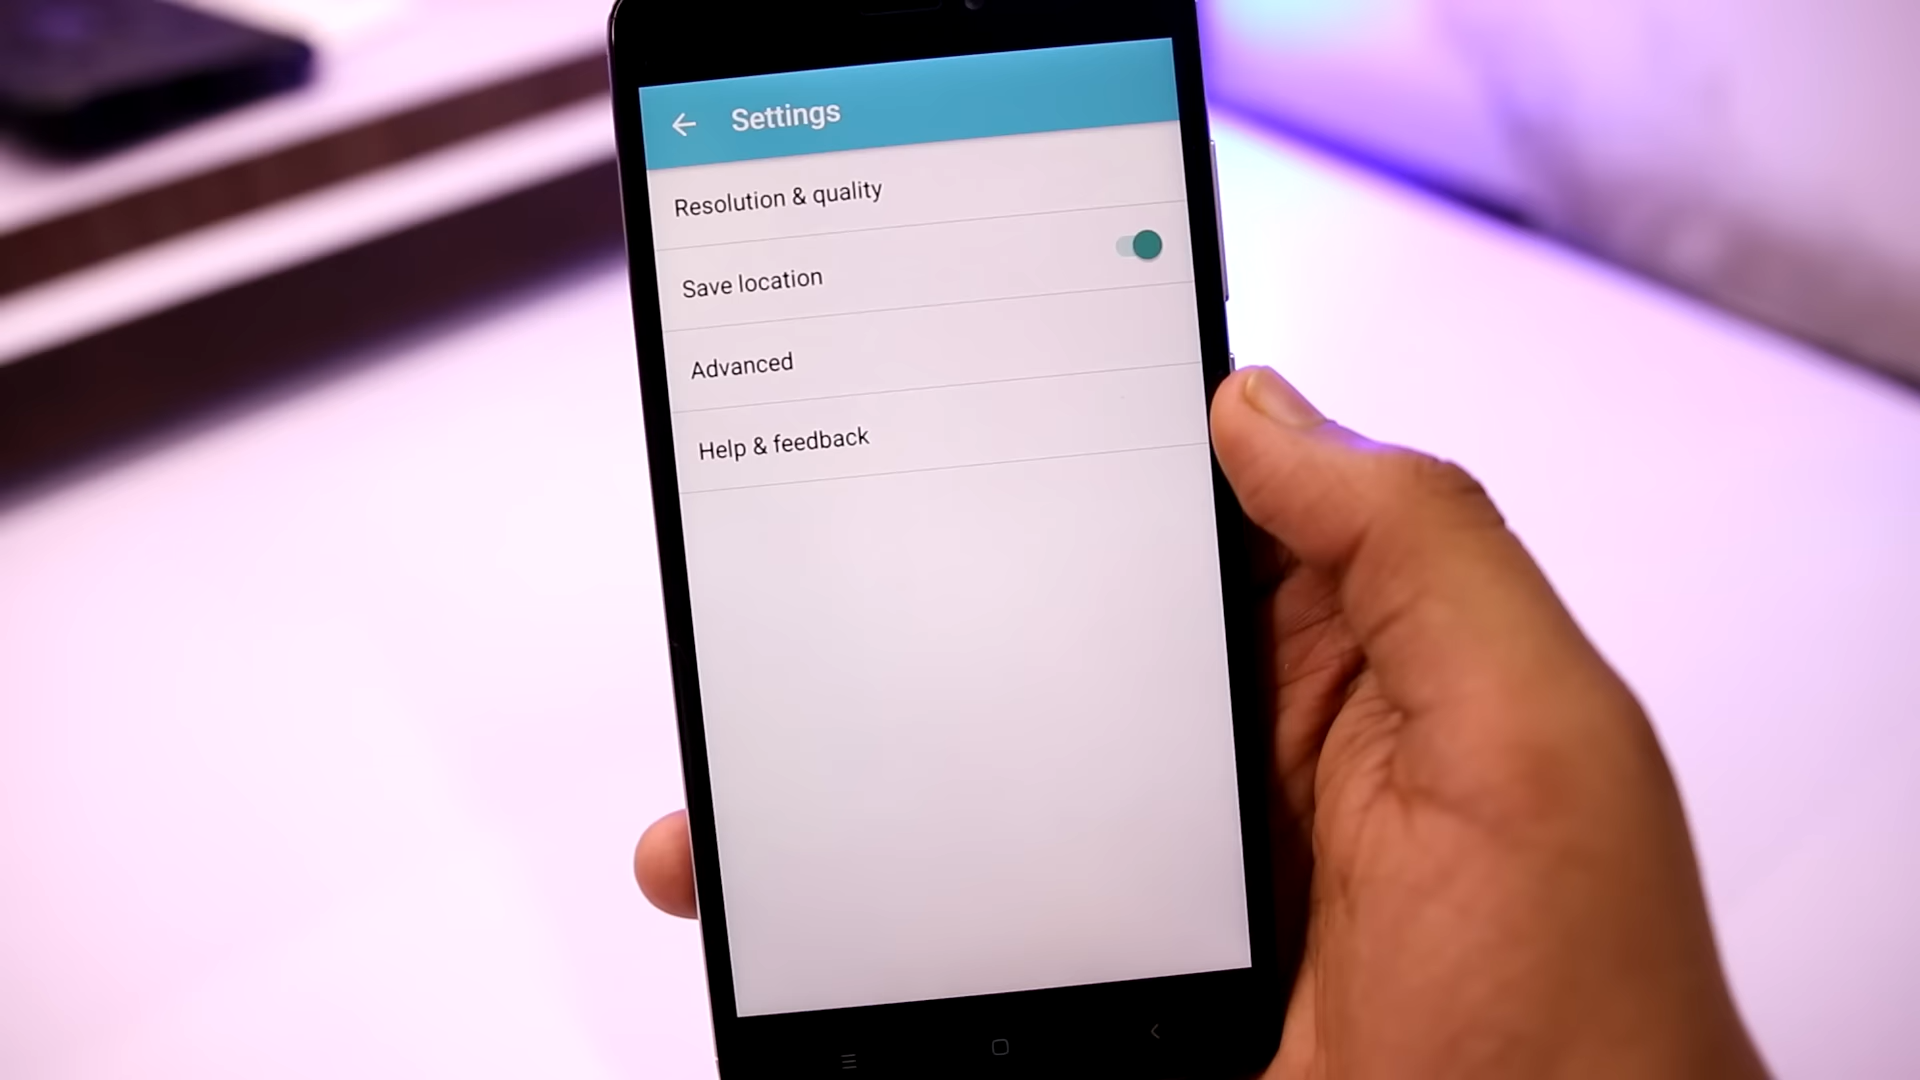 Settings
Resolution & quality
Save location
Advanced
Help & feedback